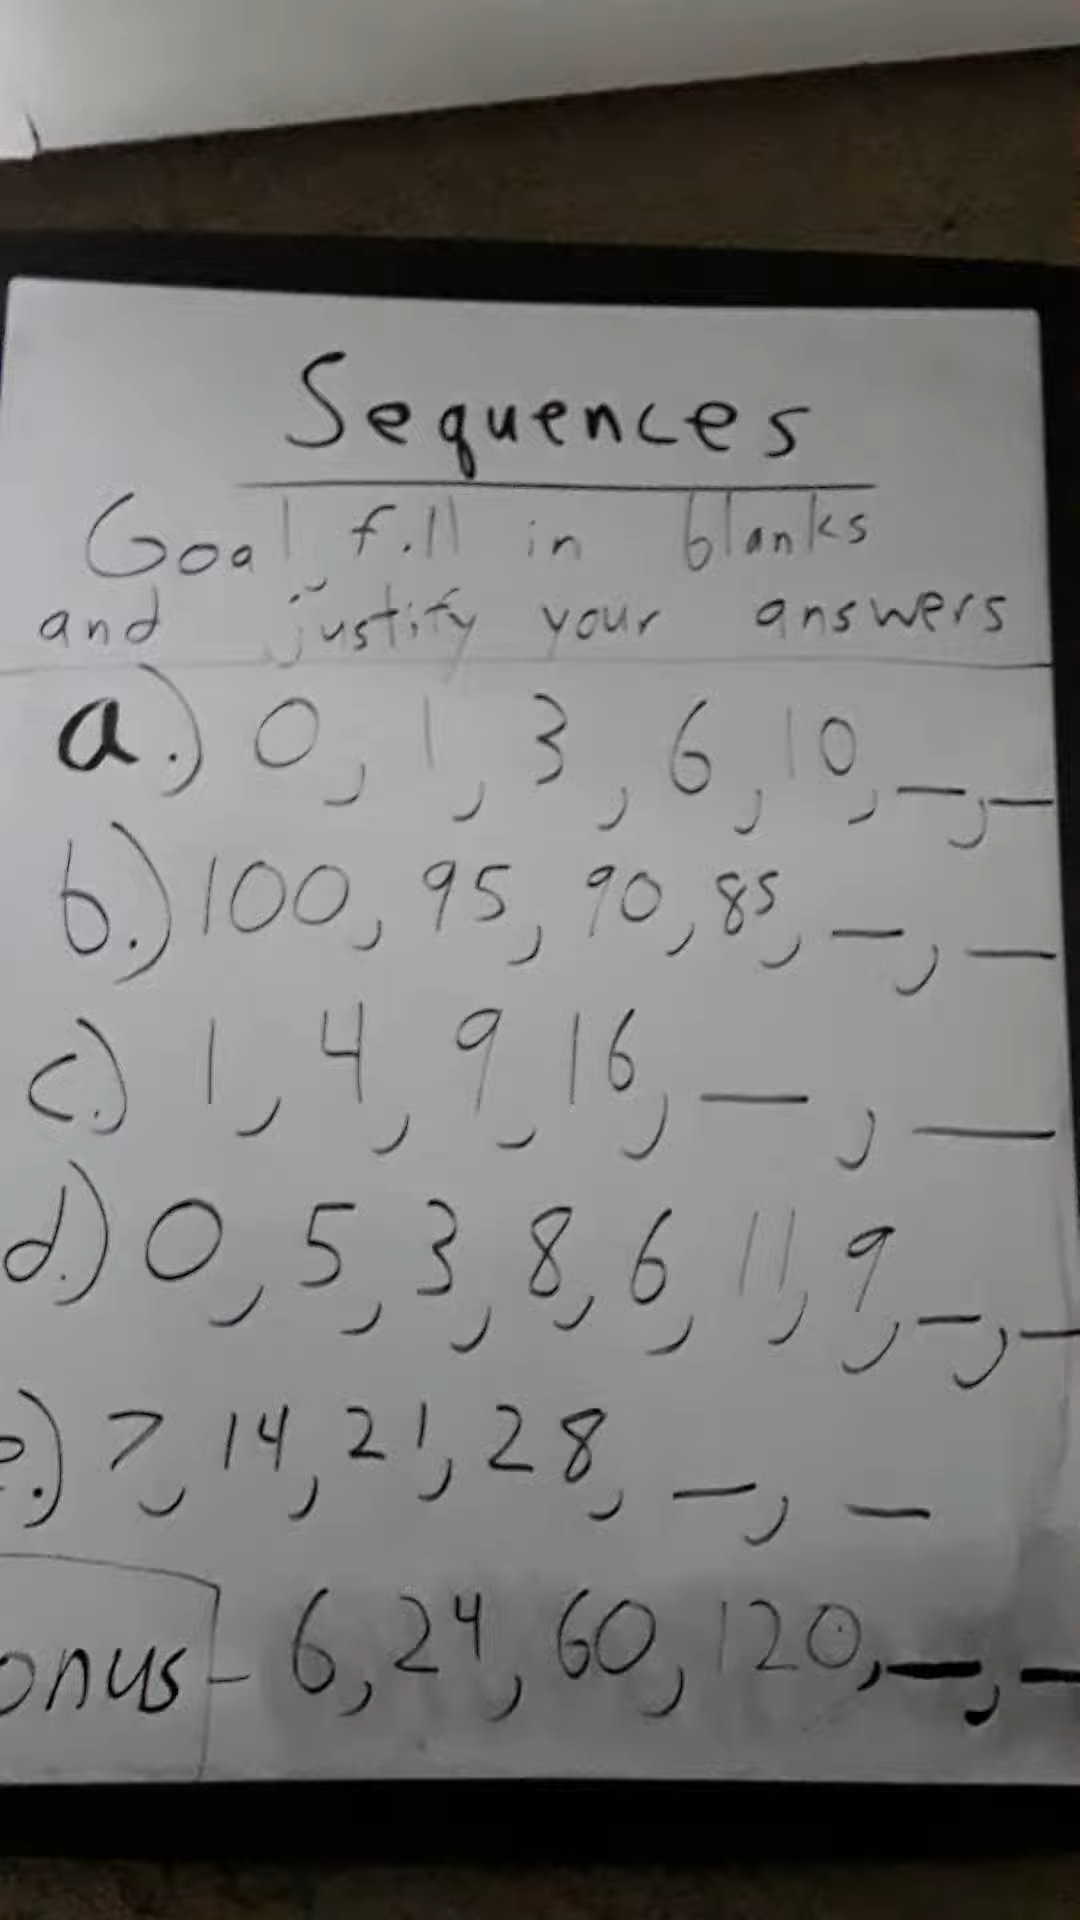 Sequences
Goal fill in blanks
and justify your answers
a.) 0, 1, 3, 6, 10, _, _
b.) 100, 95, 90, 85, _, _
c.) 1, 4, 9, 16, _, _
d.) 0, 5, 3, 8, 6, 11, 9, _, _
e.) 7, 14, 21, 28, _, _
onus - 6, 24, 60, 120, _, _